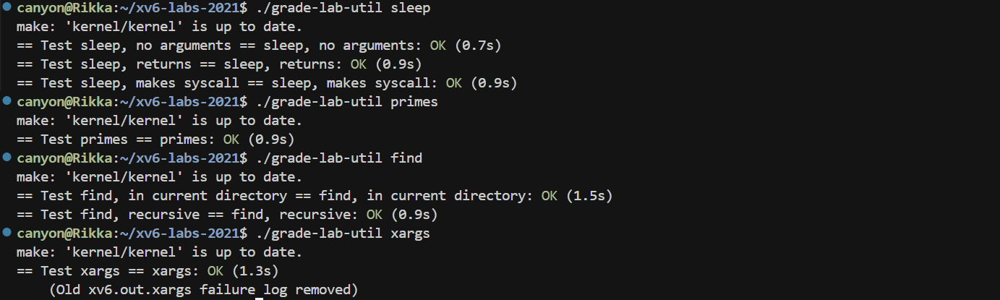 canyon@Rikka:~/xv6-labs-2021$ ./grade-lab-util sleep
make: 'kernel/kernel' is up to date.
== Test sleep, no arguments == sleep, no arguments: OK (0.7s)
== Test sleep, returns == sleep, returns: OK (0.9s)
== Test sleep, makes syscall == sleep, makes syscall: OK (0.9s)
canyon@Rikka:~/xv6-labs-2021$ ./grade-lab-util primes
make: 'kernel/kernel' is up to date.
== Test primes == primes: OK (0.9s)
canyon@Rikka:~/xv6-labs-2021$ ./grade-lab-util find
make: 'kernel/kernel' is up to date.
== Test find, in current directory == find, in current directory: OK (1.5s)
== Test find, recursive == find, recursive: OK (0.9s)
canyon@Rikka:~/xv6-labs-2021$ ./grade-lab-util xargs
make: 'kernel/kernel' is up to date.
== Test xargs == xargs: OK (1.3s)
    (Old xv6.out.xargs failure log removed)